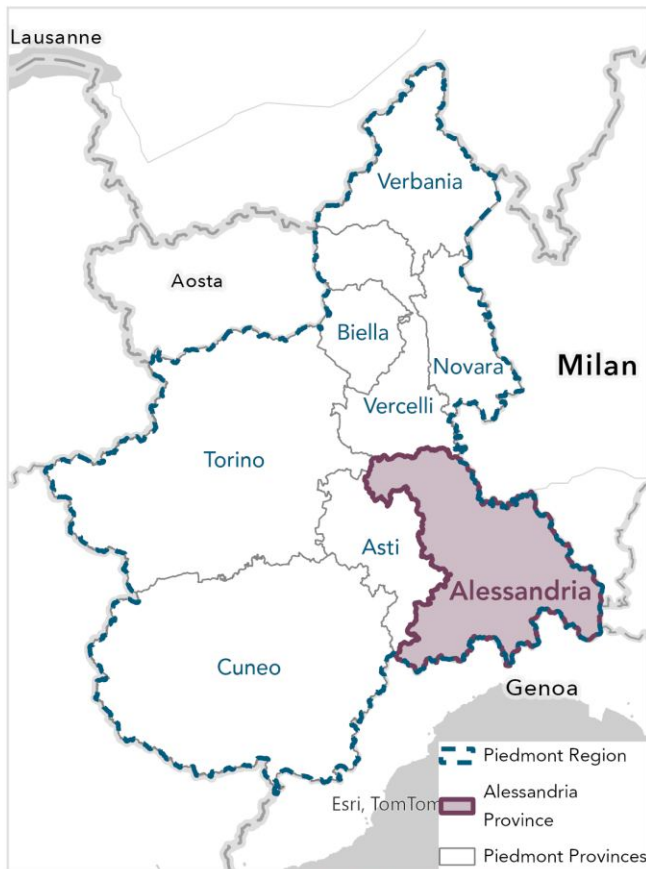 Lausanne
Verbania
Aosta
Biella
Novara
Milan
Vercelli
Torino
Asti
Alessandria
Cuneo
Genoa
Piedmont Region
Esri, TomTom
Alessandria
Province
Piedmont Provinces